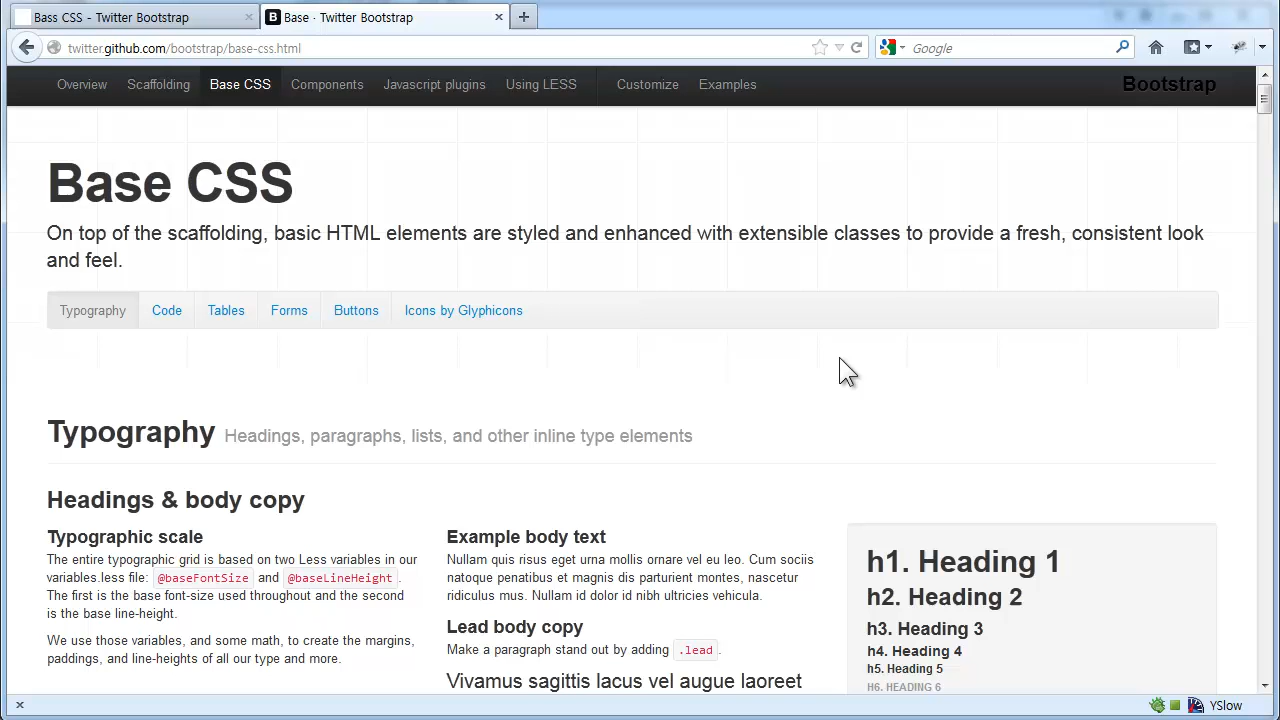 Bass CSS - Twitter Bootstrap
Base · Twitter Bootstrap
twitter.github.com/bootstrap/base-css.html
Google
Overview Scaffolding Base CSS Components Javascript plugins Using LESS Customize Examples Bootstrap
Base CSS
On top of the scaffolding, basic HTML elements are styled and enhanced with extensible classes to provide a fresh, consistent look
and feel.
Typography Code Tables Forms Buttons Icons by Glyphicons
Typography Headings, paragraphs, lists, and other inline type elements
Headings & body copy
Typographic scale
The entire typographic grid is based on two Less variables in our
variables.less file: @baseFontSize and @baseLineHeight.
The first is the base font-size used throughout and the second
is the base line-height.
We use those variables, and some math, to create the margins,
paddings, and line-heights of all our type and more.
Example body text
Nullam quis risus eget urna mollis ornare vel eu leo. Cum sociis
natoque penatibus et magnis dis parturient montes, nascetur
ridiculus mus. Nullam id dolor id nibh ultricies vehicula.
Lead body copy
Make a paragraph stand out by adding .lead.
Vivamus sagittis lacus vel augue laoreet
h1. Heading 1
h2. Heading 2
h3. Heading 3
h4. Heading 4
h5. Heading 5
H6. HEADING 6
YSlow